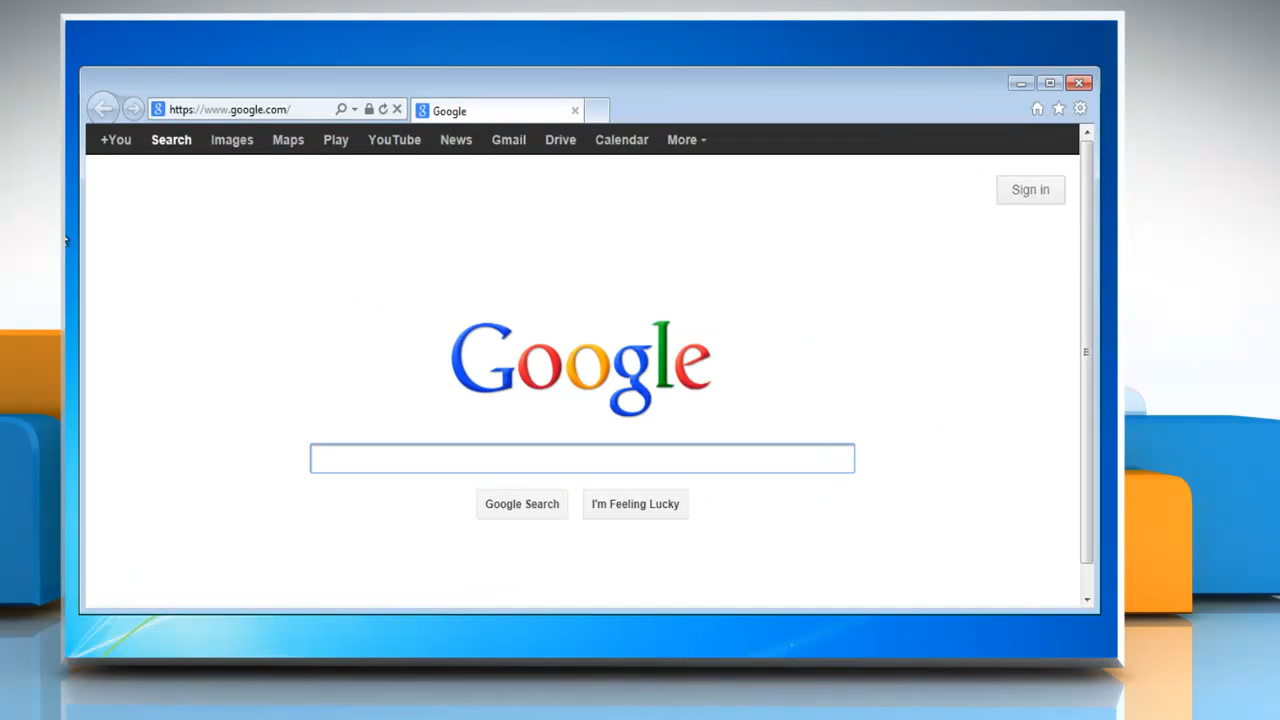 https://www.google.com/
Google
+You Search Images Maps Play YouTube News Gmail Drive Calendar More
Sign in
Google
Google Search I'm Feeling Lucky